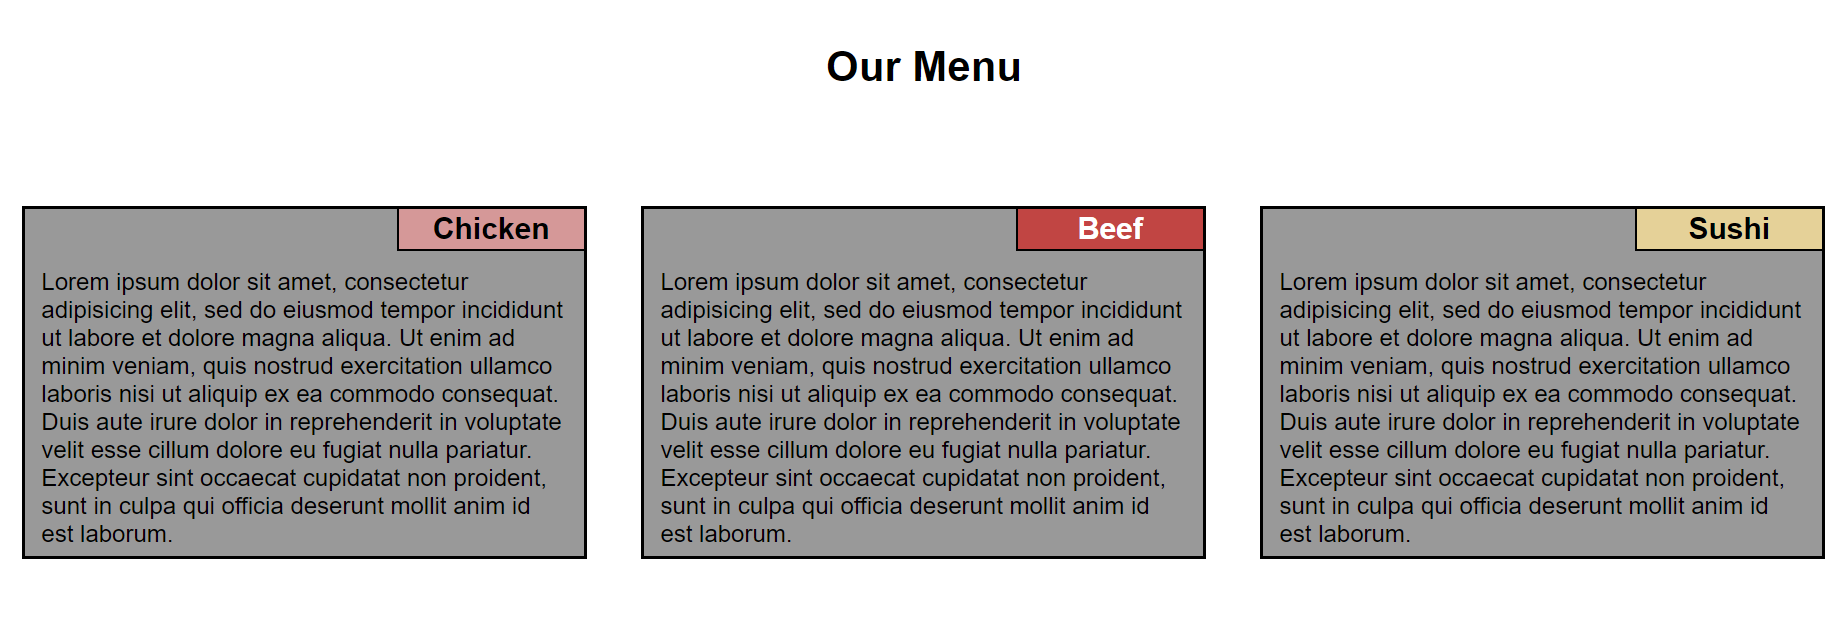 Our Menu
Chicken
Lorem ipsum dolor sit amet, consectetur
adipisicing elit, sed do eiusmod tempor incididunt
ut labore et dolore magna aliqua. Ut enim ad
minim veniam, quis nostrud exercitation ullamco
laboris nisi ut aliquip ex ea commodo consequat.
Duis aute irure dolor in reprehenderit in voluptate
velit esse cillum dolore eu fugiat nulla pariatur.
Excepteur sint occaecat cupidatat non proident,
sunt in culpa qui officia deserunt mollit anim id
est laborum.
Beef
Lorem ipsum dolor sit amet, consectetur
adipisicing elit, sed do eiusmod tempor incididunt
ut labore et dolore magna aliqua. Ut enim ad
minim veniam, quis nostrud exercitation ullamco
laboris nisi ut aliquip ex ea commodo consequat.
Duis aute irure dolor in reprehenderit in voluptate
velit esse cillum dolore eu fugiat nulla pariatur.
Excepteur sint occaecat cupidatat non proident,
sunt in culpa qui officia deserunt mollit anim id
est laborum.
Sushi
Lorem ipsum dolor sit amet, consectetur
adipisicing elit, sed do eiusmod tempor incididunt
ut labore et dolore magna aliqua. Ut enim ad
minim veniam, quis nostrud exercitation ullamco
laboris nisi ut aliquip ex ea commodo consequat.
Duis aute irure dolor in reprehenderit in voluptate
velit esse cillum dolore eu fugiat nulla pariatur.
Excepteur sint occaecat cupidatat non proident,
sunt in culpa qui officia deserunt mollit anim id
est laborum.